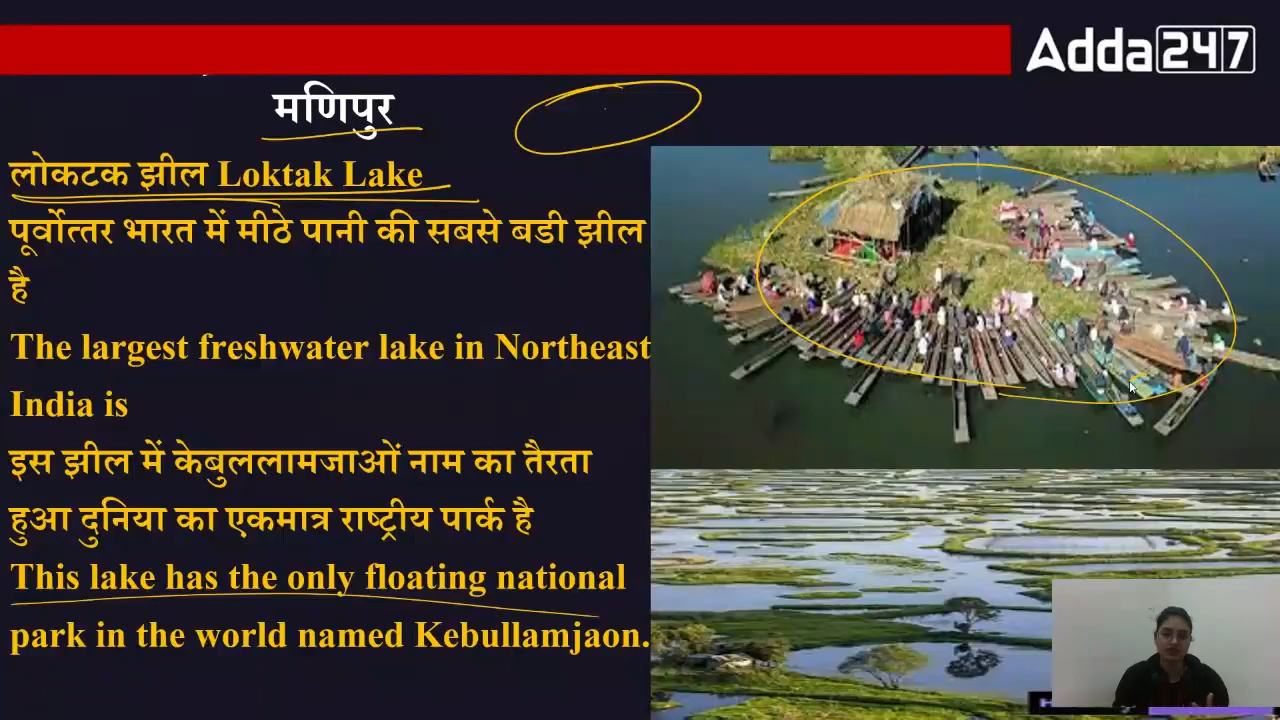 Adda247
मणिपुर
लोकटक झील Loktak Lake
पूर्वोत्तर भारत में मीठे पानी की सबसे बडी झील
है
The largest freshwater lake in Northeast
India is
इस झील में केबुललामजाओं नाम का तैरता
हुआ दुनिया का एकमात्र राष्ट्रीय पार्क है
This lake has the only floating national
park in the world named Kebullamjaon.